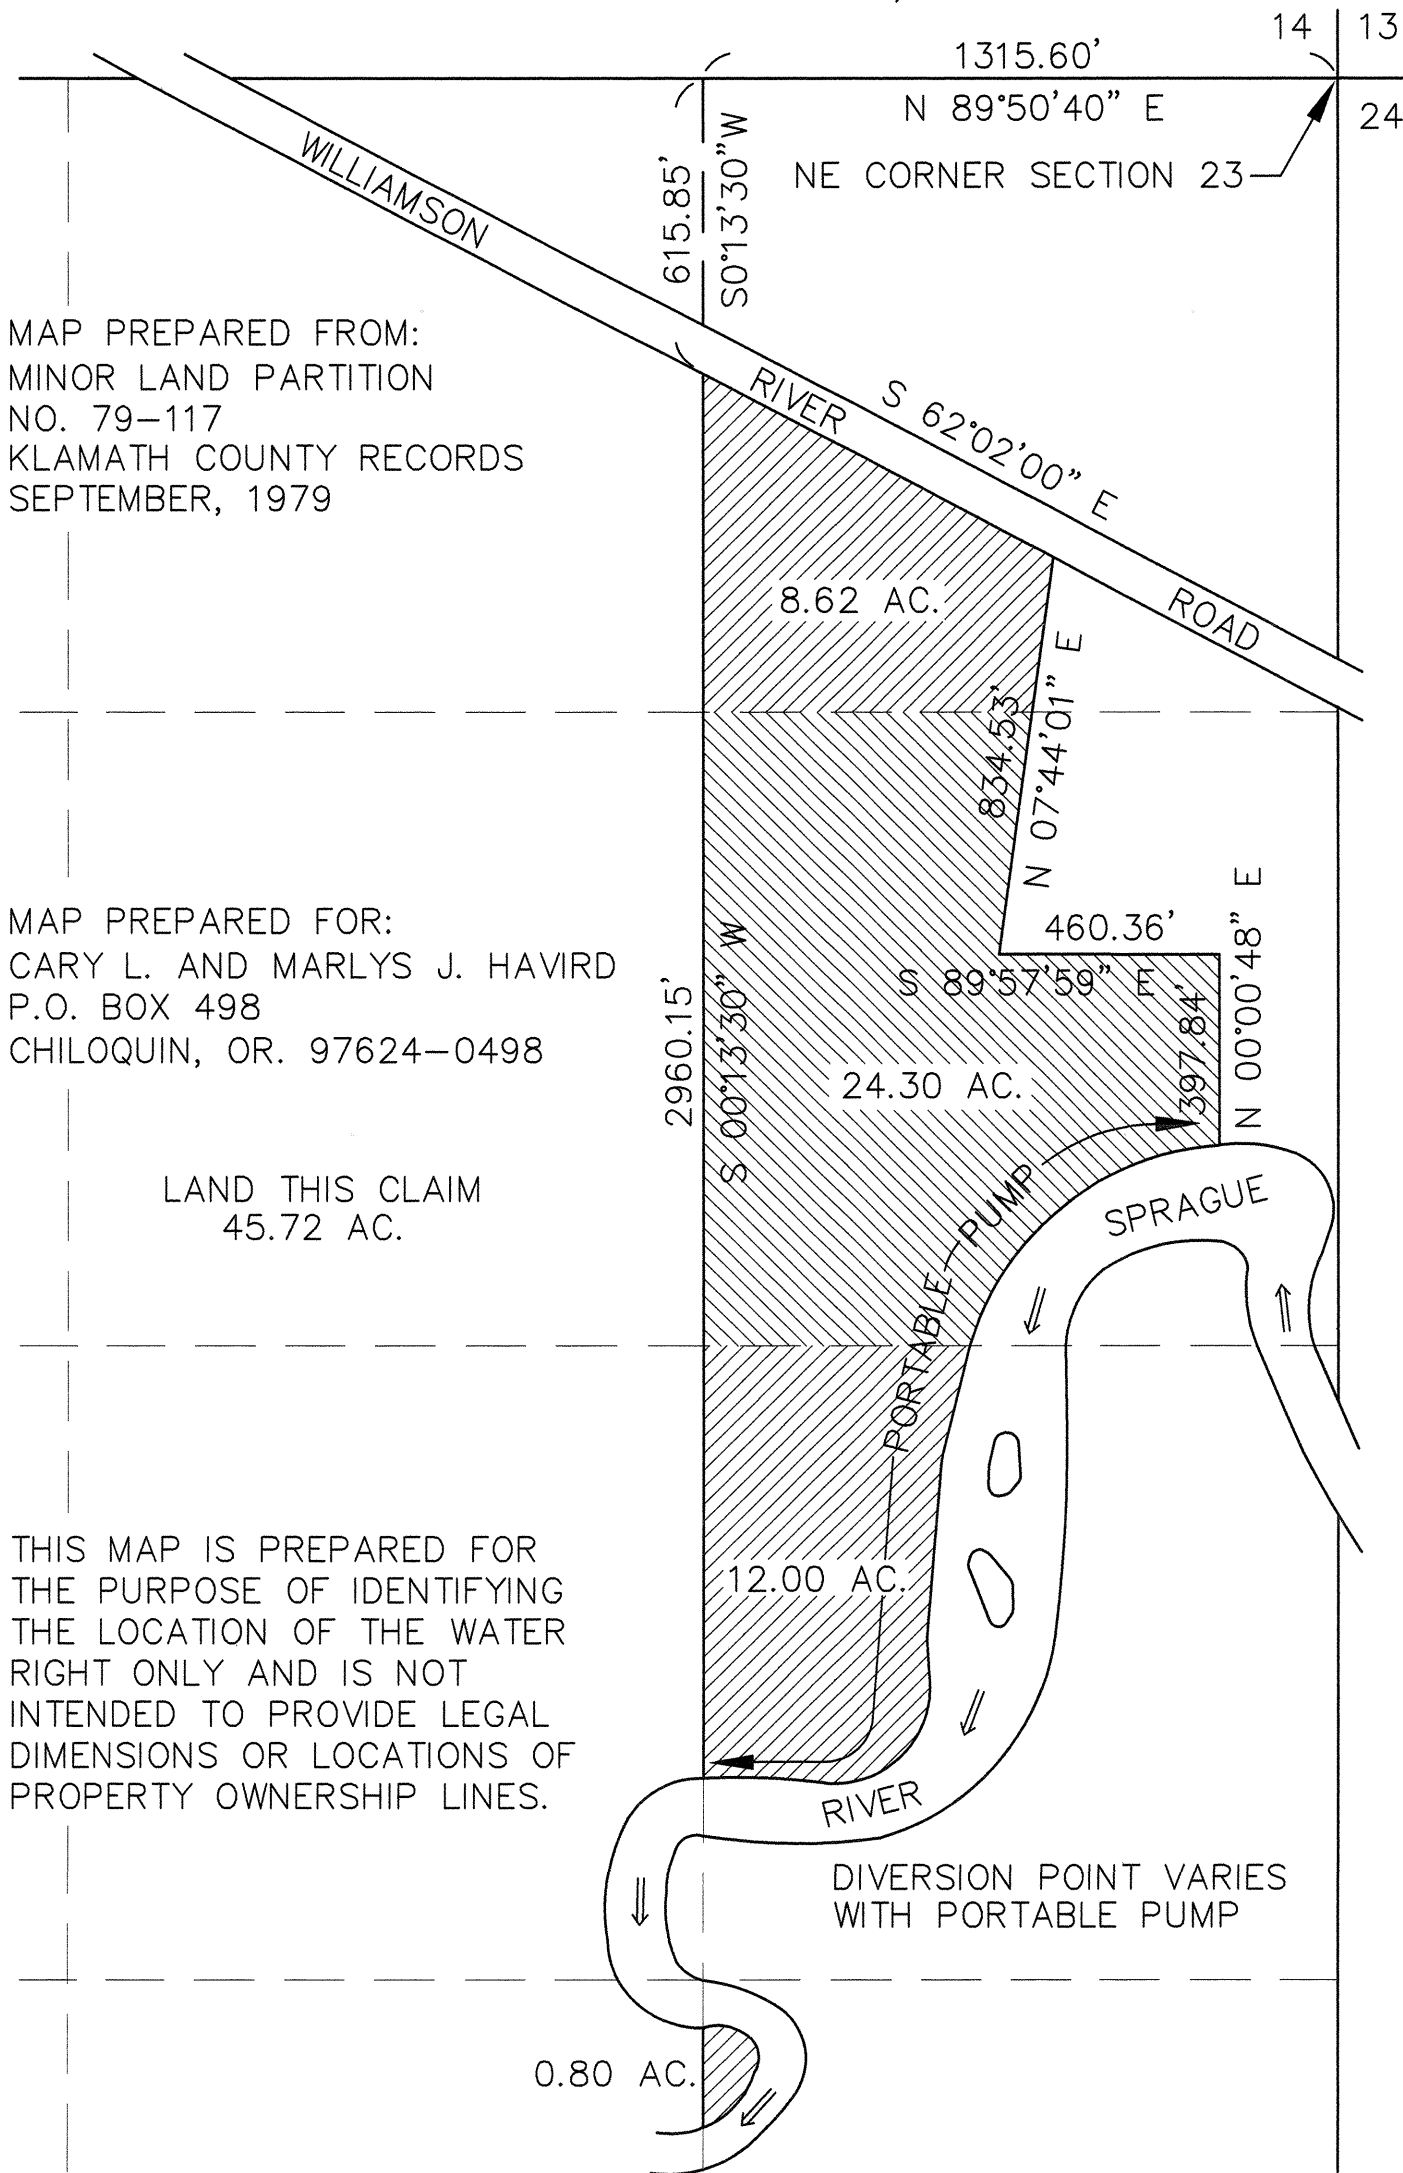 14 13
1315.60'
N 89°50'40" E
24
NE CORNER SECTION 23
615.85'
S0°13'30"W
WILLIAMSON
RIVER
ROAD
S 62°02'00" E
MAP PREPARED FROM:
MINOR LAND PARTITION
NO. 79-117
KLAMATH COUNTY RECORDS
SEPTEMBER, 1979
8.62 AC.
834.53'
N 07°44'01" E
MAP PREPARED FOR:
CARY L. AND MARLYS J. HAVIRD
P.O. BOX 498
CHILOQUIN, OR. 97624-0498
460.36'
S 89°57'59" E
397.84'
N 00°00'48" E
2960.15'
S 00°13'30" W
24.30 AC.
LAND THIS CLAIM
45.72 AC.
PORTABLE PUMP
SPRAGUE
THIS MAP IS PREPARED FOR
THE PURPOSE OF IDENTIFYING
THE LOCATION OF THE WATER
RIGHT ONLY AND IS NOT
INTENDED TO PROVIDE LEGAL
DIMENSIONS OR LOCATIONS OF
PROPERTY OWNERSHIP LINES.
12.00 AC.
RIVER
DIVERSION POINT VARIES
WITH PORTABLE PUMP
0.80 AC.